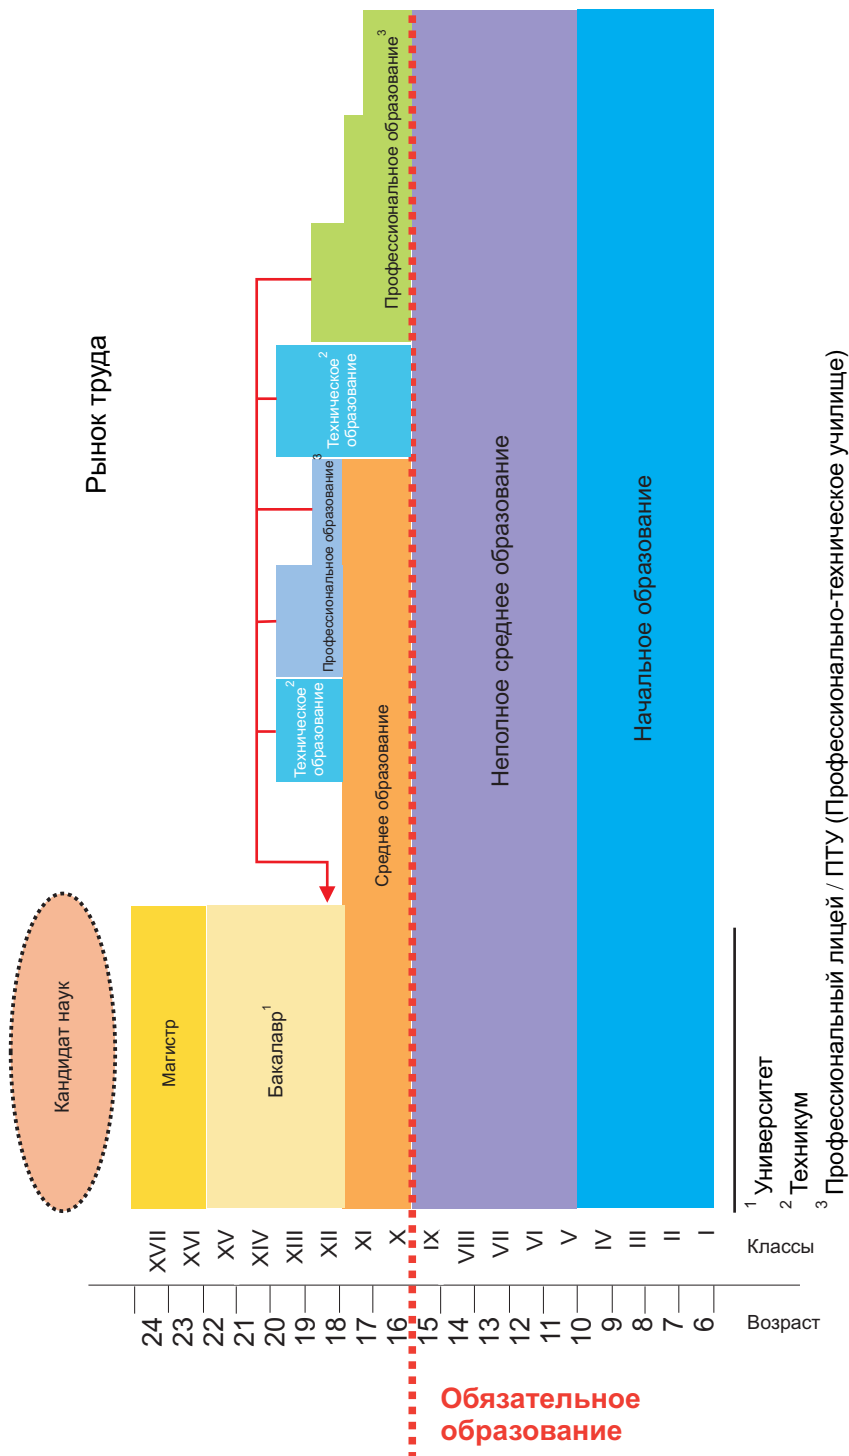 Кандидат наук
Магистр
Бакалавр¹
Рынок труда
Техническое²
образование
Профессиональное образование³
Техническое²
образование
Профессиональное образование³
Среднее образование
Неполное среднее образование
Начальное образование
Классы
XVII
XVI
XV
XIV
XIII
XII
XI
X
IX
VIII
VII
VI
V
IV
III
II
I
Возраст
24
23
22
21
20
19
18
17
16
15
14
13
12
11
10
9
8
7
6
Обязательное
образование
¹ Университет
² Техникум
³ Профессиональный лицей / ПТУ (Профессионально-техническое училище)